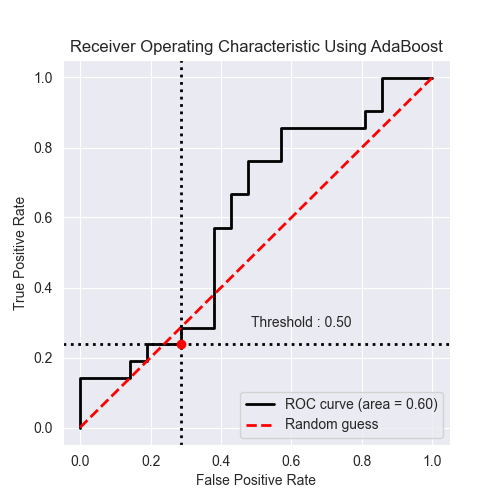 Receiver Operating Characteristic Using AdaBoost
1.0
0.8
0.6
0.4
0.2
0.0
True Positive Rate
Threshold : 0.50
ROC curve (area = 0.60)
Random guess
0.0 0.2 0.4 0.6 0.8 1.0
False Positive Rate